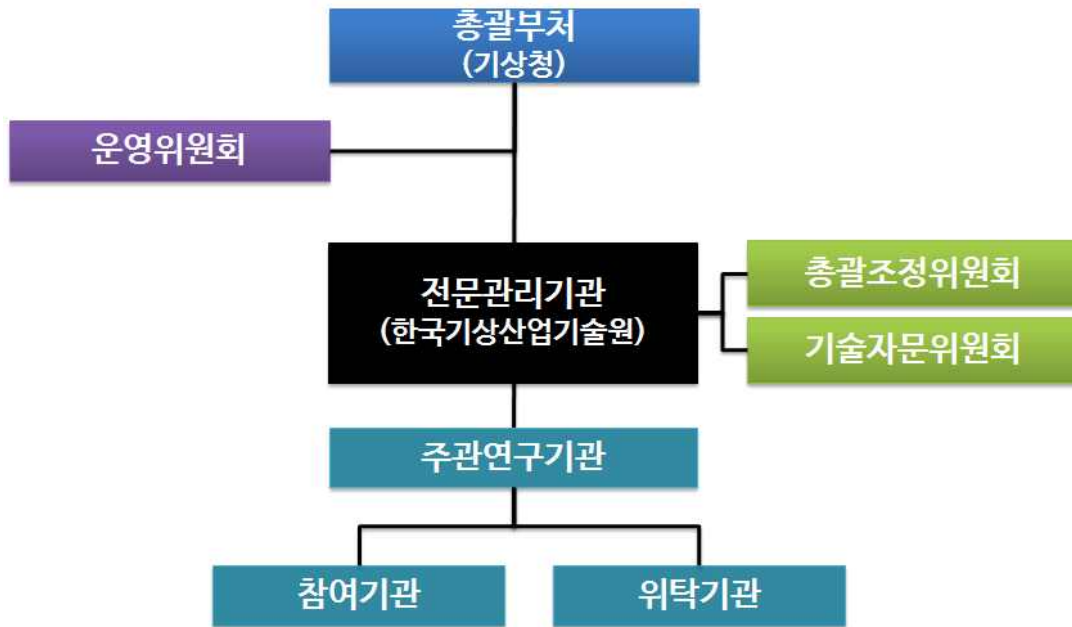 총괄부처
(기상청)
운영위원회
전문관리기관
(한국기상산업기술원)
총괄조정위원회
기술자문위원회
주관연구기관
참여기관
위탁기관